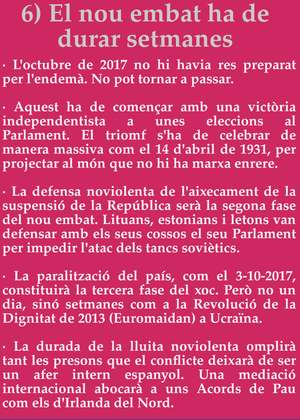 6) El nou embat ha de
durar setmanes
· L'octubre de 2017 no hi havia res preparat
per l'endemà. No pot tornar a passar.
· Aquest ha de començar amb una victòria
independentista a unes eleccions al
Parlament. El triomf s'ha de celebrar de
manera massiva com el 14 d'abril de 1931, per
projectar al món que no hi ha marxa enrere.
· La defensa noviolenta de l'aixecament de la
suspensió de la República serà la segona fase
del nou embat. Lituans, estonians i letons van
defensar amb els seus cossos el seu Parlament
per impedir l'atac dels tancs soviètics.
· La paralització del país, com el 3-10-2017,
constituirà la tercera fase del xoc. Però no un
dia, sinó setmanes com a la Revolució de la
Dignitat de 2013 (Euromaidan) a Ucraïna.
· La durada de la lluita noviolenta omplirà
tant les presons que el conflicte deixarà de ser
un afer intern espanyol. Una mediació
internacional abocarà a uns Acords de Pau
com els d'Irlanda del Nord.